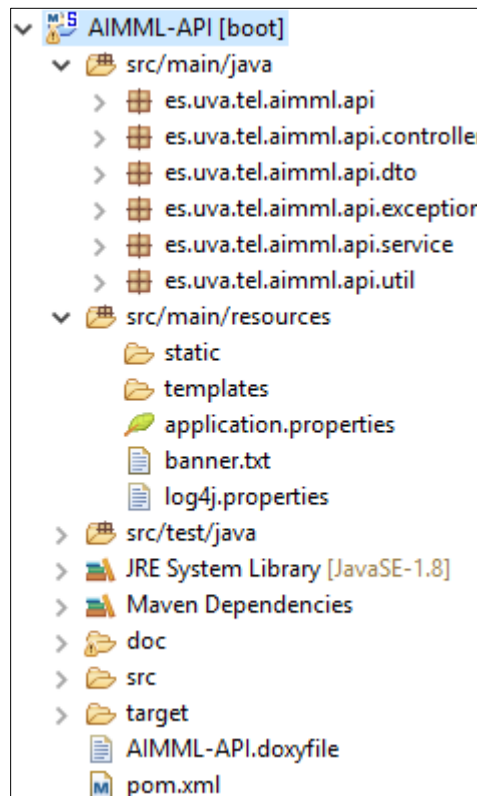 AIMML-API [boot]
src/main/java
es.uva.tel.aimml.api
es.uva.tel.aimml.api.controller
es.uva.tel.aimml.api.dto
es.uva.tel.aimml.api.exception
es.uva.tel.aimml.api.service
es.uva.tel.aimml.api.util
src/main/resources
static
templates
application.properties
banner.txt
log4j.properties
src/test/java
JRE System Library [JavaSE-1.8]
Maven Dependencies
doc
src
target
AIMML-API.doxyfile
pom.xml